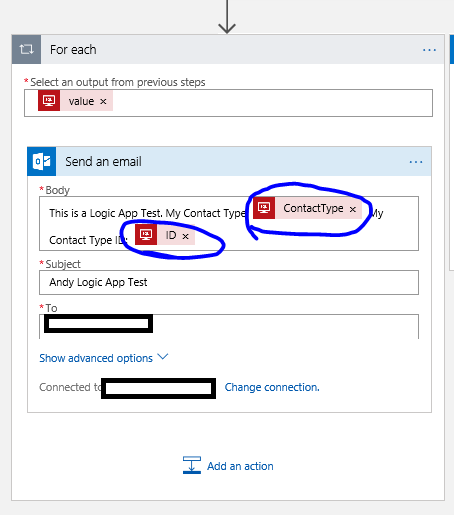 For each
* Select an output from previous steps
value ×
Send an email
* Body
This is a Logic App Test. My Contact Type ContactType × My
Contact Type ID: ID ×
* Subject
Andy Logic App Test
* To
Show advanced options
Connected to Change connection.
Add an action